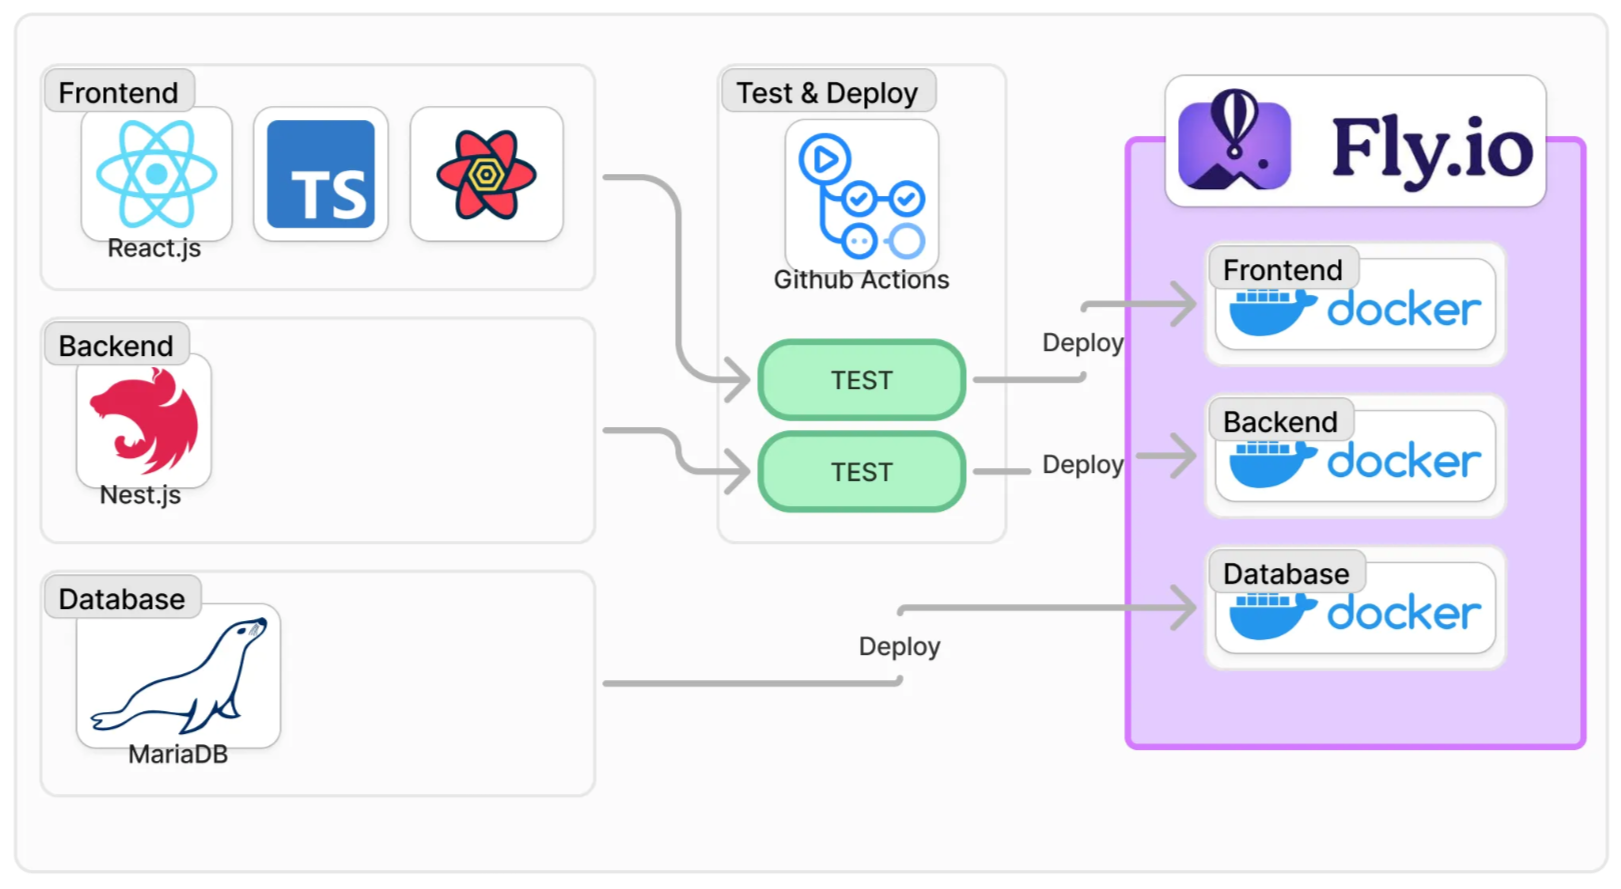 Frontend
TS
React.js
Backend
Nest.js
Database
MariaDB
Test & Deploy
Github Actions
TEST
TEST
Deploy
Deploy
Deploy
Fly.io
Frontend
docker
Backend
docker
Database
docker